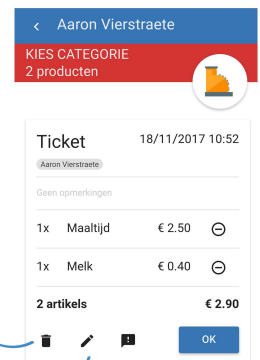 Aaron Vierstraete
KIES CATEGORIE
2 producten
Ticket 18/11/2017 10:52
Aaron Vierstraete
Geen opmerkingen
1x Maaltijd € 2.50
1x Melk € 0.40
2 artikels € 2.90
OK